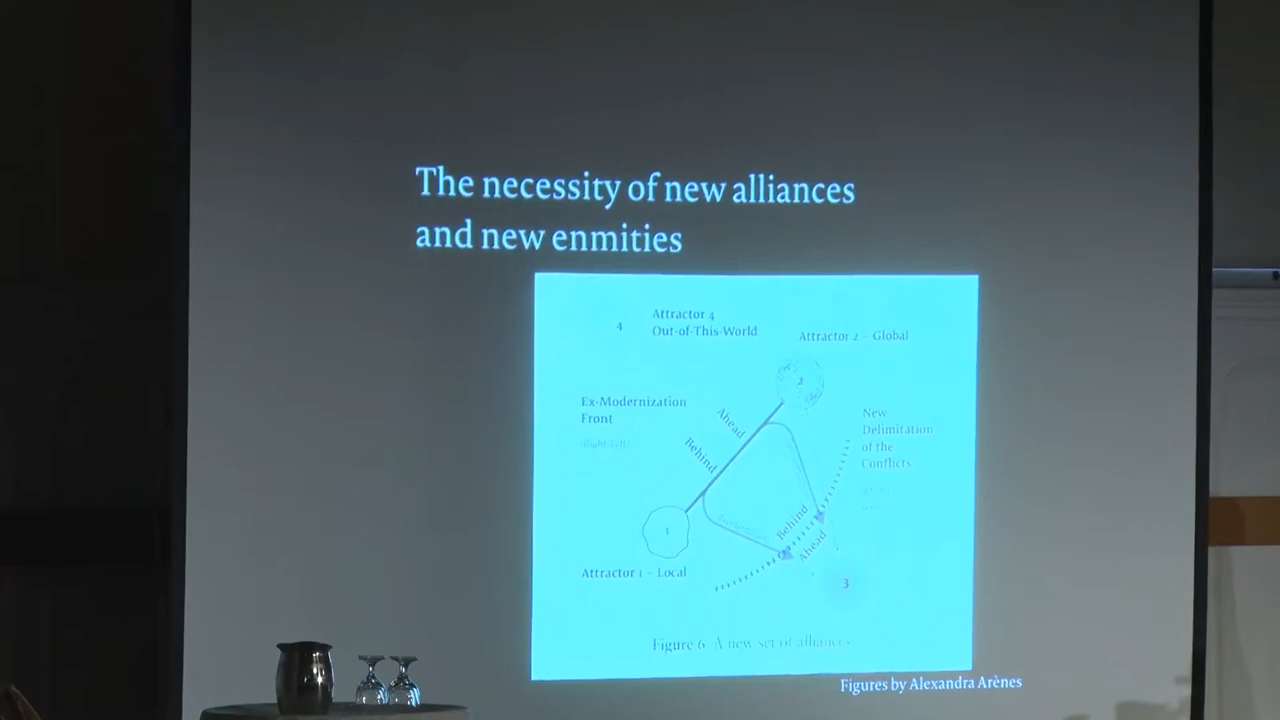 The necessity of new alliances
and new enmities
4
Attractor 4
Out-of-This-World
Attractor 2 – Global
2
Ex-Modernization
Front
(Right-Left)
Ahead
Behind
New
Delimitation
of the
Conflicts
1
Behind
Ahead
Attractor 1 – Local
3
Figure 6 A new set of alliances
Figures by Alexandra Arènes